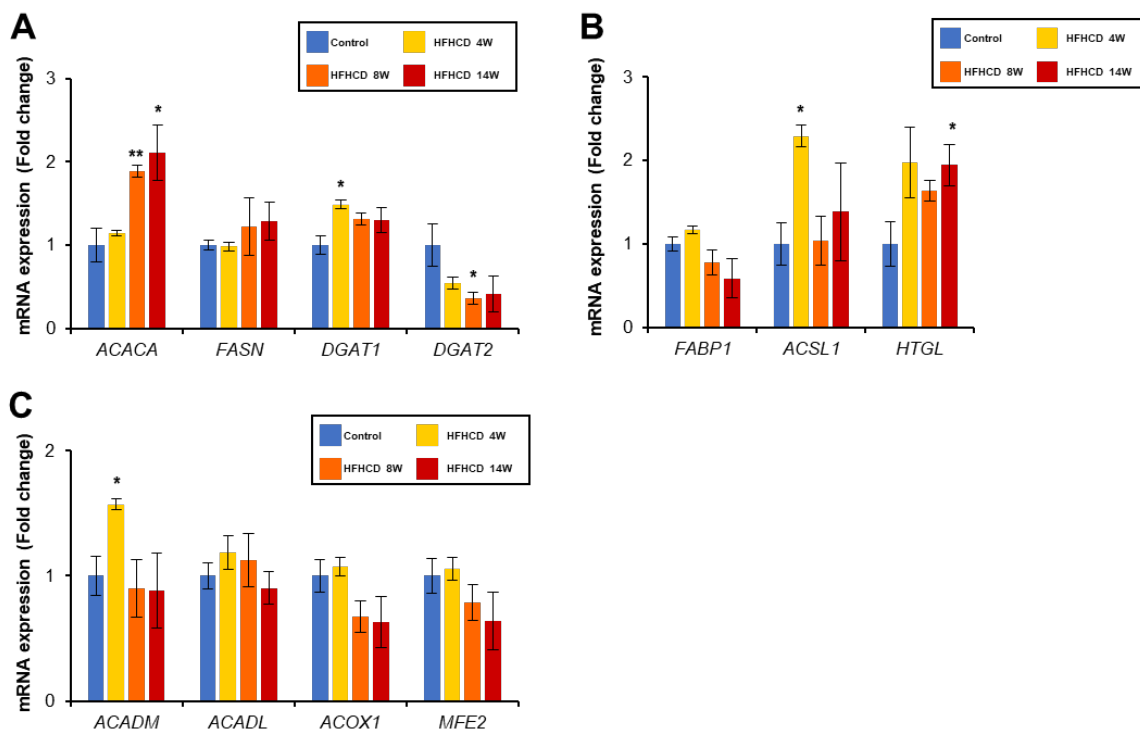 A
Control
HFHCD 4W
HFHCD 8W
HFHCD 14W
mRNA expression (Fold change)
3
2
1
0
**
*
*
*
ACACA
FASN
DGAT1
DGAT2
B
Control
HFHCD 4W
HFHCD 8W
HFHCD 14W
mRNA expression (Fold change)
3
2
1
0
*
*
FABP1
ACSL1
HTGL
C
Control
HFHCD 4W
HFHCD 8W
HFHCD 14W
mRNA expression (Fold change)
2
1
0
*
ACADM
ACADL
ACOX1
MFE2